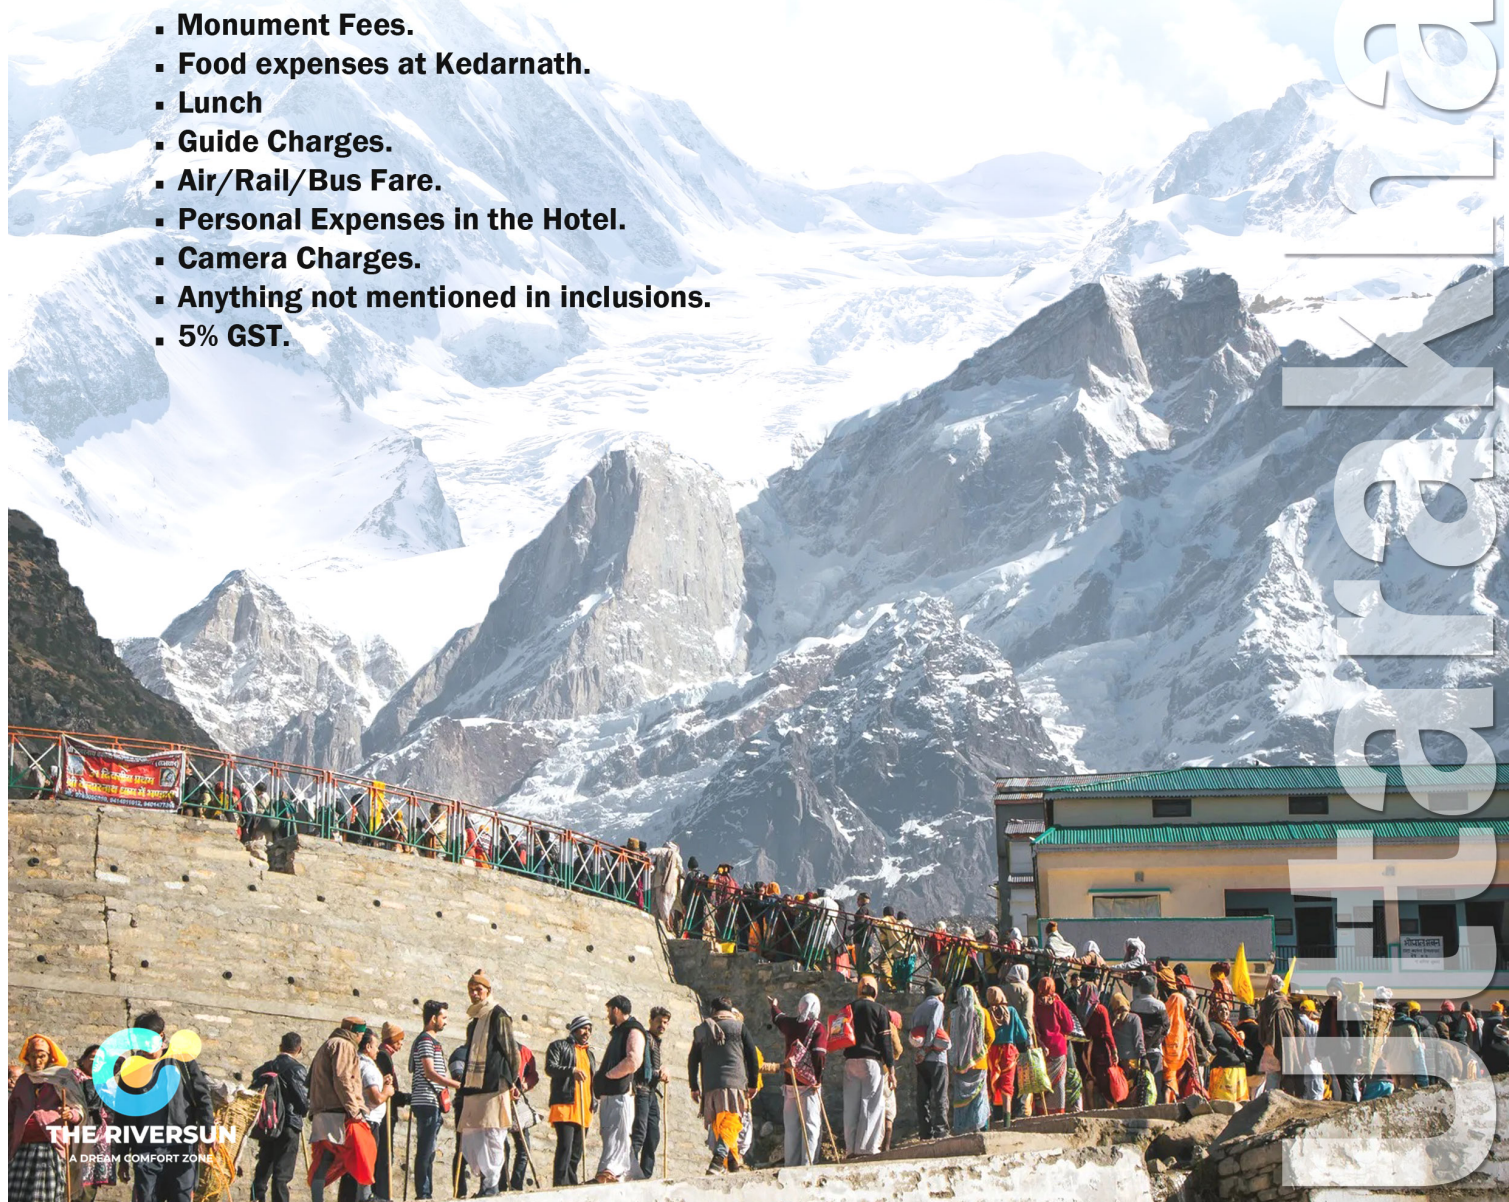 ▪ Monument Fees.
▪ Food expenses at Kedarnath.
▪ Lunch
▪ Guide Charges.
▪ Air/Rail/Bus Fare.
▪ Personal Expenses in the Hotel.
▪ Camera Charges.
▪ Anything not mentioned in inclusions.
▪ 5% GST.
Uttarakha
THE RIVERSUN
A DREAM COMFORT ZONE